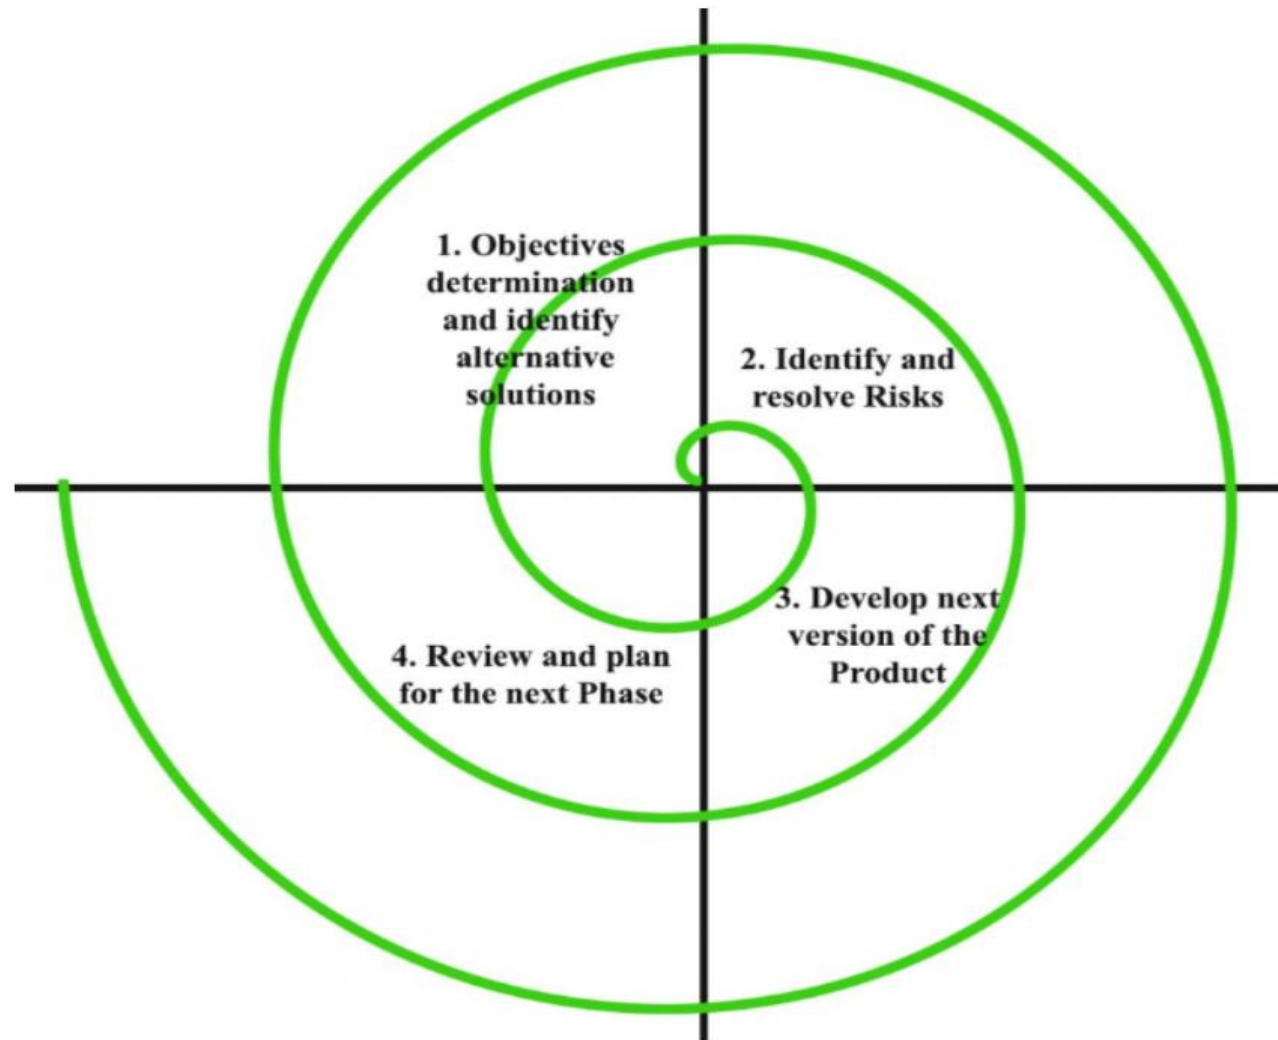 1. Objectives
determination
and identify
alternative
solutions
2. Identify and
resolve Risks
3. Develop next
version of the
Product
4. Review and plan
for the next Phase